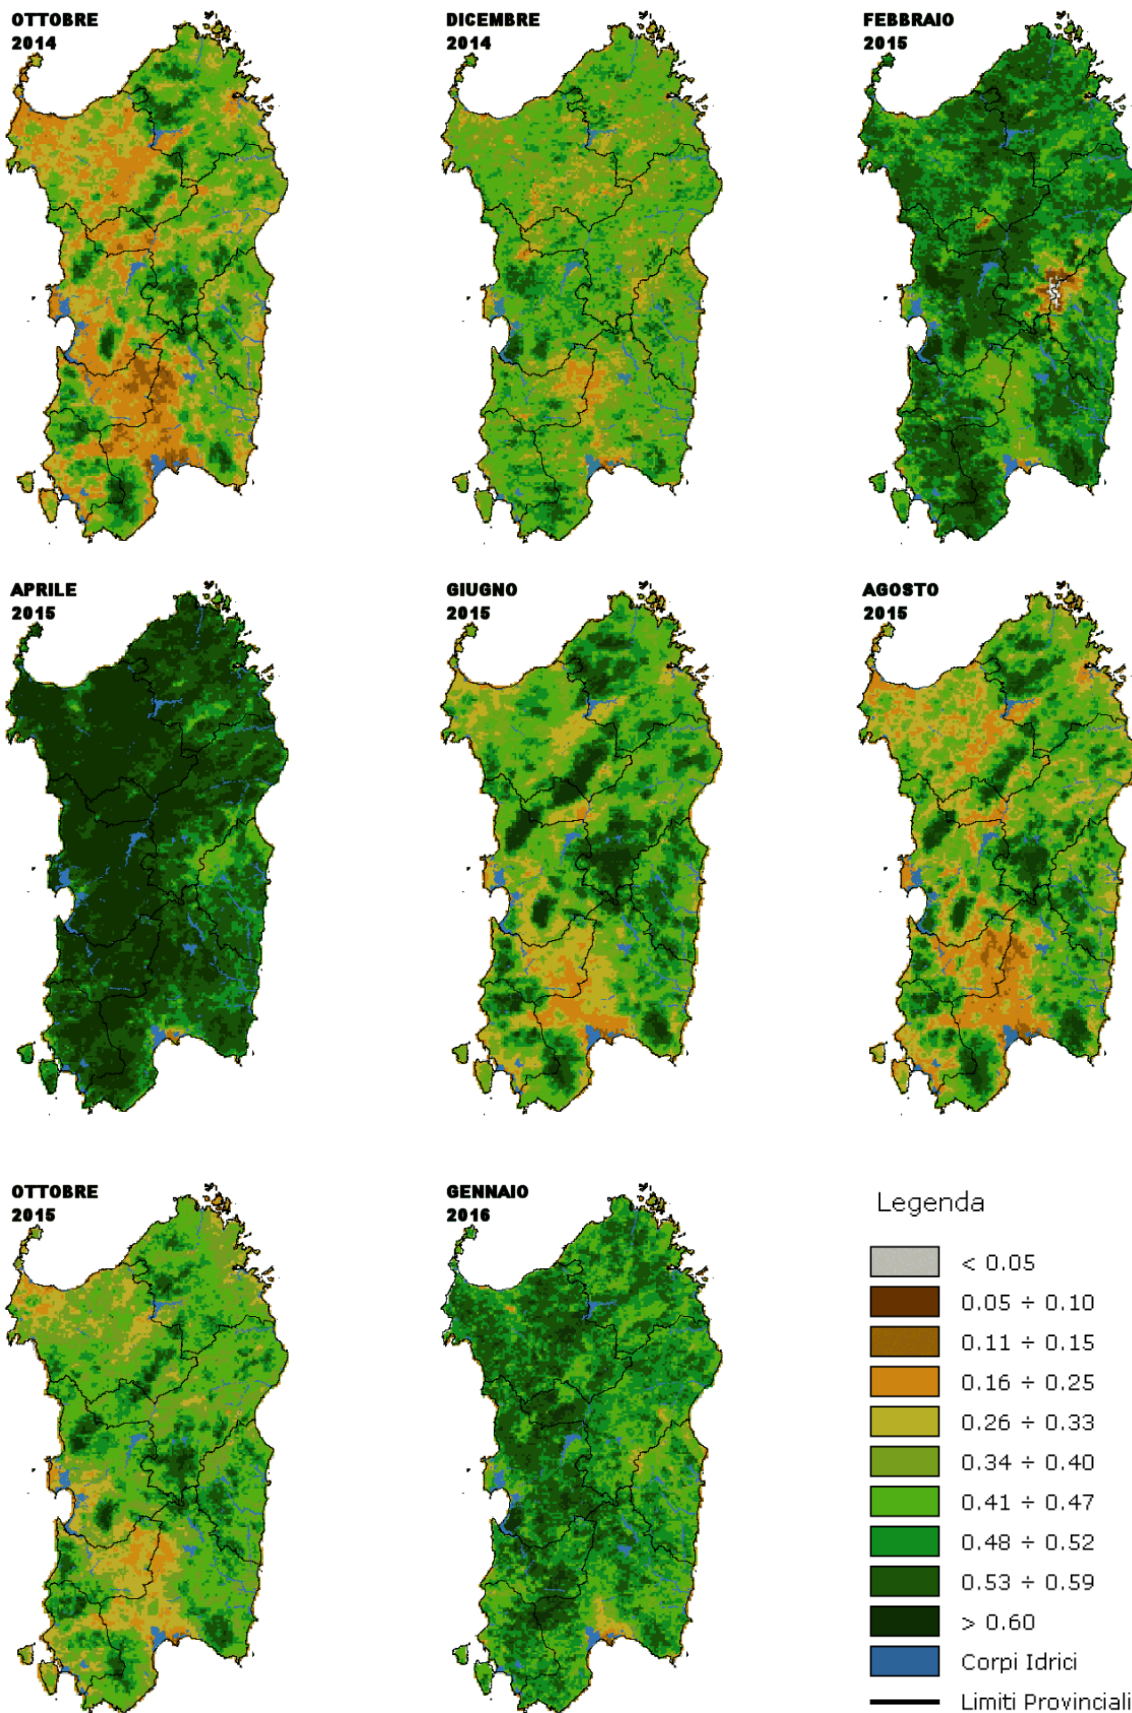 OTTOBRE
2014
DICEMBRE
2014
FEBBRAIO
2015
APRILE
2015
GIUGNO
2015
AGOSTO
2015
OTTOBRE
2015
GENNAIO
2016
Legenda
< 0.05
0.05 ÷ 0.10
0.11 ÷ 0.15
0.16 ÷ 0.25
0.26 ÷ 0.33
0.34 ÷ 0.40
0.41 ÷ 0.47
0.48 ÷ 0.52
0.53 ÷ 0.59
> 0.60
Corpi Idrici
Limiti Provinciali